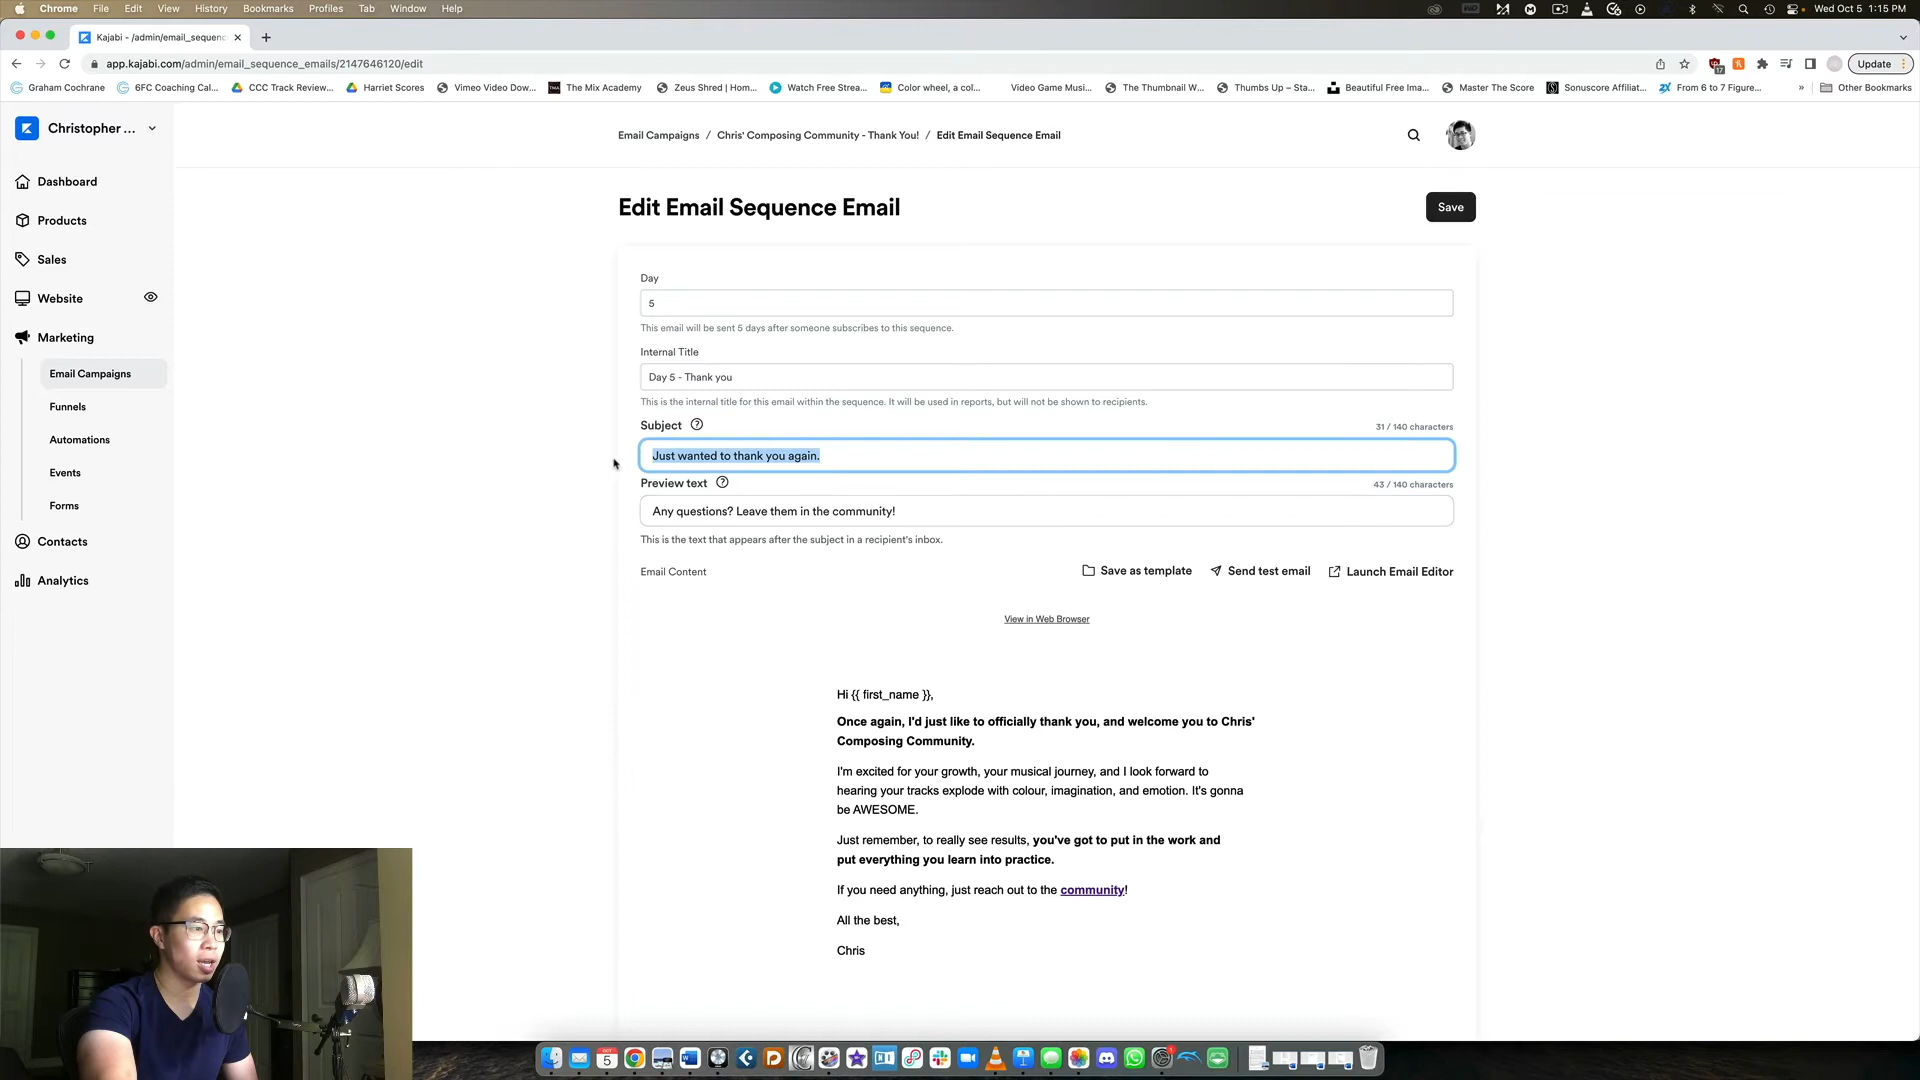 Chrome File Edit View History Bookmarks Profiles Tab Window Help
Wed Oct 5 1:15 PM
Kajabi - /admin/email_sequenc
app.kajabi.com/admin/email_sequence_emails/2147646120/edit
Update
Graham Cochrane 6FC Coaching Cal... CCC Track Review... Harriet Scores Vimeo Video Dow... The Mix Academy Zeus Shred | Hom... Watch Free Strea... Color wheel, a col... Video Game Musi... The Thumbnail W... Thumbs Up – Sta... Beautiful Free Ima... Master The Score Sonuscore Affiliat... From 6 to 7 Figure... » Other Bookmarks
Christopher ...
Email Campaigns / Chris' Composing Community - Thank You! / Edit Email Sequence Email
Dashboard
Products
Sales
Website
Marketing
Email Campaigns
Funnels
Automations
Events
Forms
Contacts
Analytics
Edit Email Sequence Email
Save
Day
5
This email will be sent 5 days after someone subscribes to this sequence.
Internal Title
Day 5 - Thank you
This is the internal title for this email within the sequence. It will be used in reports, but will not be shown to recipients.
Subject
31 / 140 characters
Just wanted to thank you again.
Preview text
43 / 140 characters
Any questions? Leave them in the community!
This is the text that appears after the subject in a recipient's inbox.
Email Content
Save as template
Send test email
Launch Email Editor
View in Web Browser
Hi {{ first_name }},
Once again, I'd just like to officially thank you, and welcome you to Chris'
Composing Community.
I'm excited for your growth, your musical journey, and I look forward to
hearing your tracks explode with colour, imagination, and emotion. It's gonna
be AWESOME.
Just remember, to really see results, you've got to put in the work and
put everything you learn into practice.
If you need anything, just reach out to the community!
All the best,
Chris